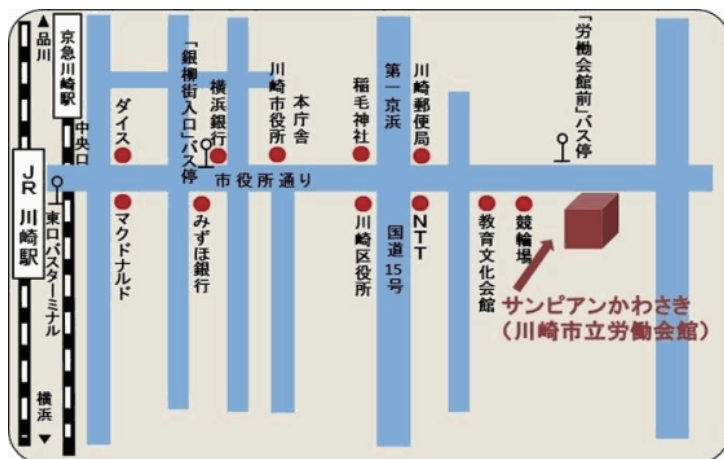 ▲品川
京急川崎駅
中央口
JR 川崎駅
東口バスターミナル
横浜▼
ダイス
マクドナルド
「銀柳街入口」バス停
横浜銀行
みずほ銀行
川崎市役所
本庁舎
市役所通り
稲毛神社
川崎区役所
第一京浜
国道15号
川崎郵便局
NTT
教育文化会館
競輪場
「労働会館前」バス停
サンピアンかわさき
(川崎市立労働会館)